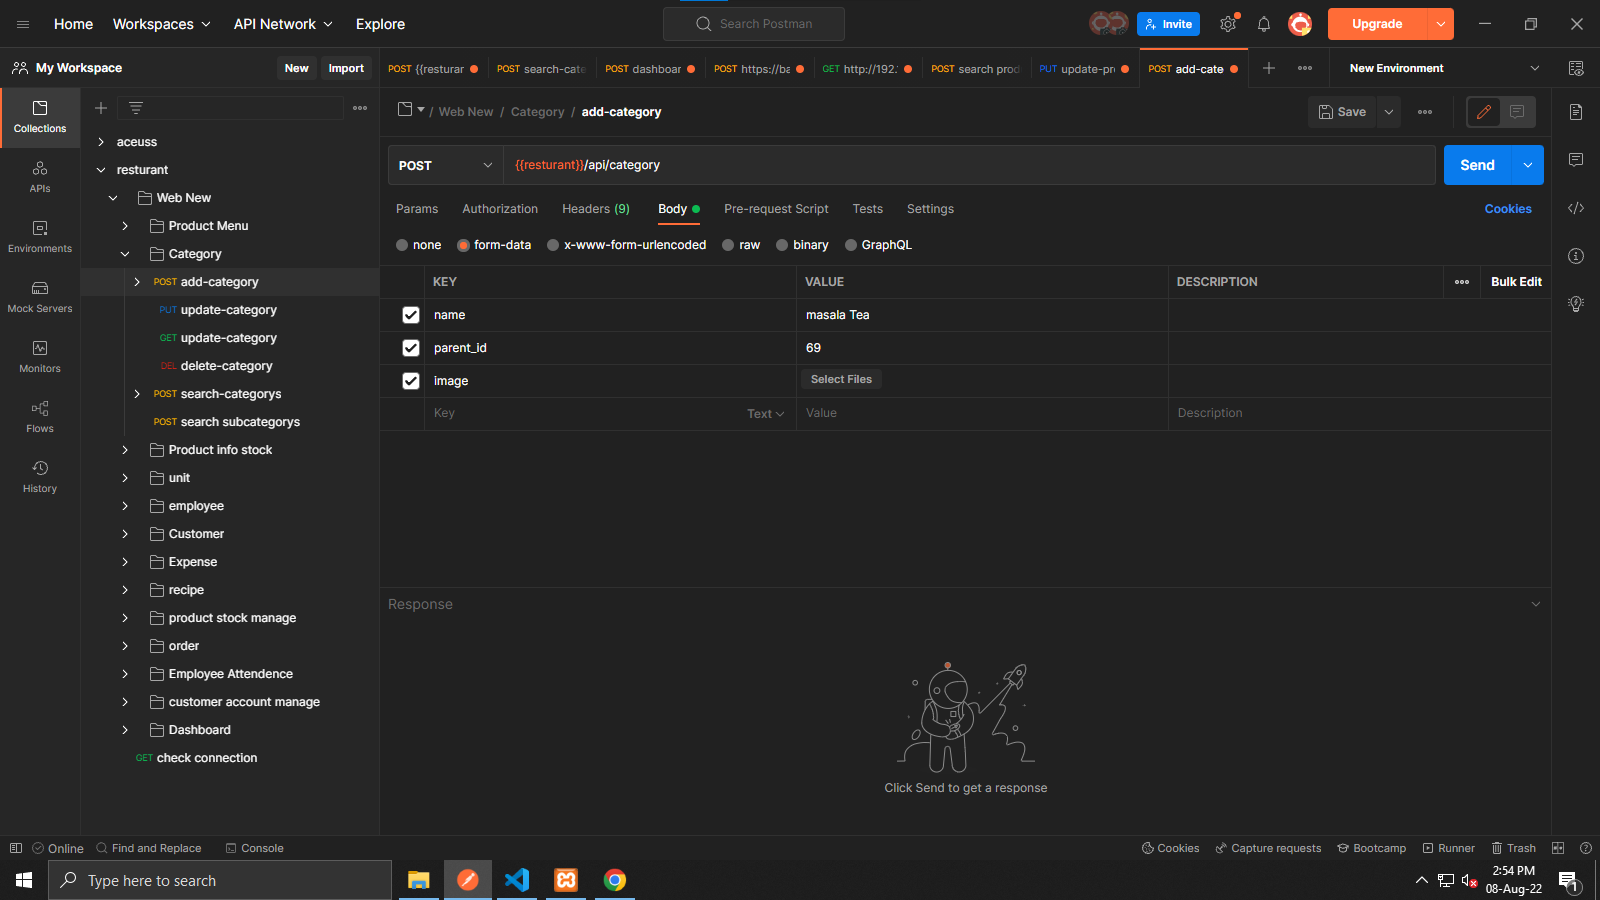 Home Workspaces API Network Explore Search Postman Invite Upgrade
My Workspace New Import POST {{resturar POST search-cate POST dashboar POST https://ba GET http://192. POST search prod PUT update-pr POST add-cate New Environment
Collections
APIs
Environments
Mock Servers
Monitors
Flows
History
aceuss
resturant
Web New
Product Menu
Category
POST add-category
PUT update-category
GET update-category
DEL delete-category
POST search-categorys
POST search subcategorys
Product info stock
unit
employee
Customer
Expense
recipe
product stock manage
order
Employee Attendence
customer account manage
Dashboard
GET check connection
/ Web New / Category / add-category Save
POST {{resturant}}/api/category Send
Params Authorization Headers (9) Body Pre-request Script Tests Settings Cookies
none form-data x-www-form-urlencoded raw binary GraphQL
KEY VALUE DESCRIPTION Bulk Edit
name masala Tea
parent_id 69
image Select Files
Key Text Value Description
Response
Click Send to get a response
Online Find and Replace Console Cookies Capture requests Bootcamp Runner Trash
Type here to search
2:54 PM
08-Aug-22
1